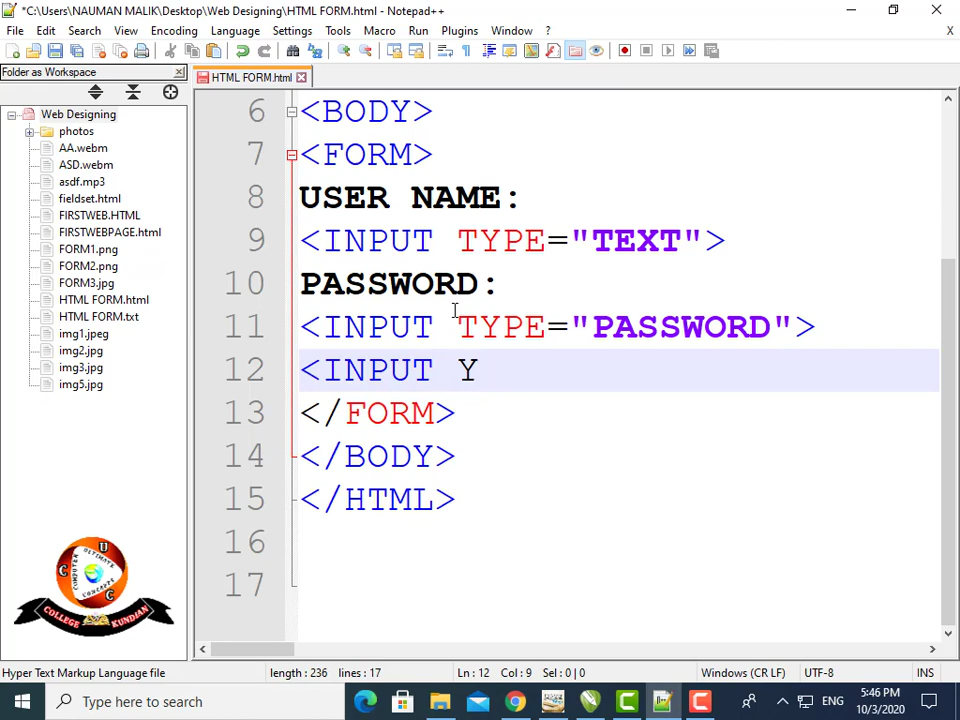 *C:\Users\NAUMAN MALIK\Desktop\Web Designing\HTML FORM.html - Notepad++
File Edit Search View Encoding Language Settings Tools Macro Run Plugins Window ? X
Folder as Workspace
HTML FORM.html
Web Designing
photos
AA.webm
ASD.webm
asdf.mp3
fieldset.html
FIRSTWEB.HTML
FIRSTWEBPAGE.html
FORM1.png
FORM2.png
FORM3.jpg
HTML FORM.html
HTML FORM.txt
img1.jpeg
img2.jpg
img3.jpg
img5.jpg
6 <BODY>
7 <FORM>
8 USER NAME:
9 <INPUT TYPE="TEXT">
10 PASSWORD:
11 <INPUT TYPE="PASSWORD">
12 <INPUT Y
13 </FORM>
14 </BODY>
15 </HTML>
16
17
U
C C
ULTIMATE
COMPUTER
CONCEPTS
COLLEGE KUNDIAN
Hyper Text Markup Language file length : 236 lines : 17 Ln : 12 Col : 9 Sel : 0 | 0 Windows (CR LF) UTF-8 INS
Type here to search
ENG
5:46 PM
10/3/2020